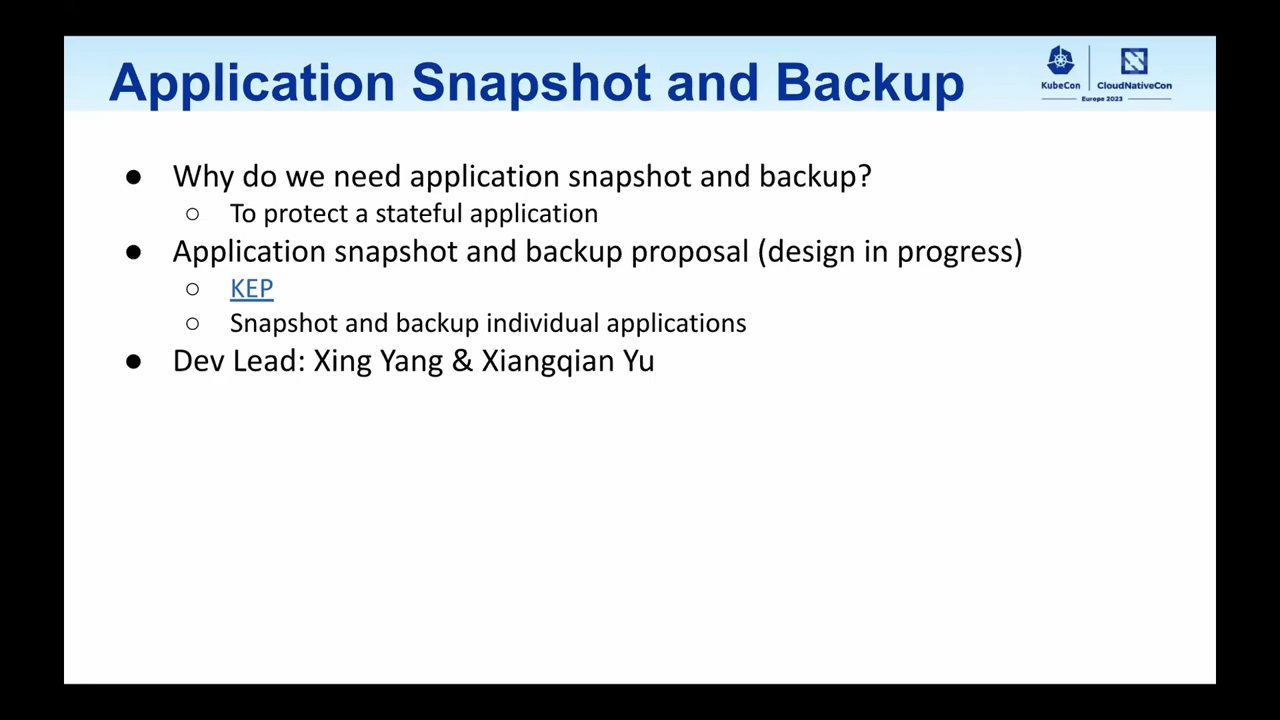 Application Snapshot and Backup
KubeCon
CloudNativeCon
Europe 2023
● Why do we need application snapshot and backup?
○ To protect a stateful application
● Application snapshot and backup proposal (design in progress)
○ KEP
○ Snapshot and backup individual applications
● Dev Lead: Xing Yang & Xiangqian Yu